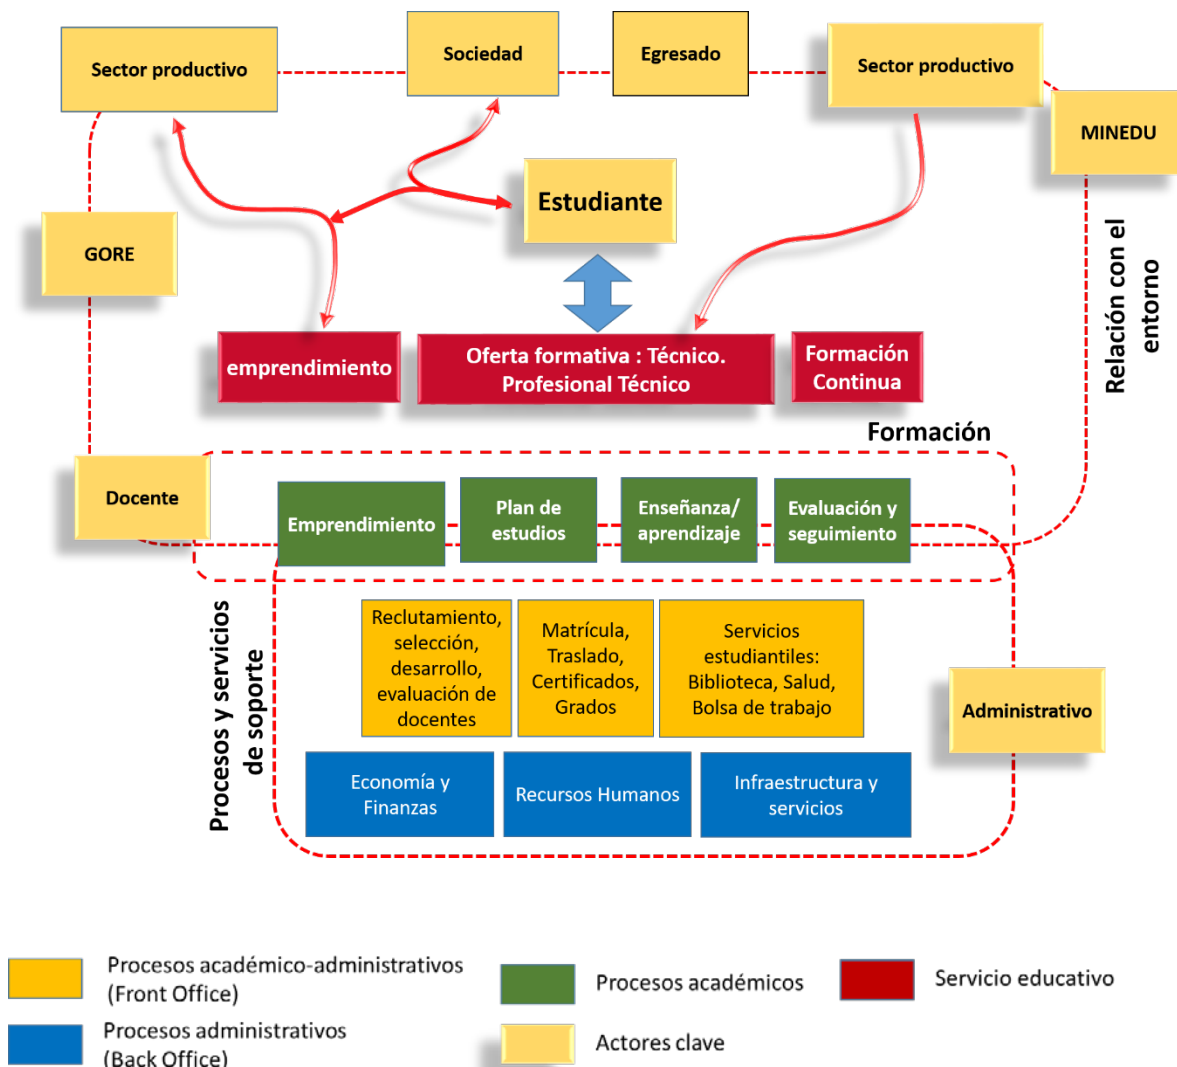 Sector productivo
Sociedad
Egresado
Sector productivo
MINEDU
Estudiante
GORE
Relación con el
entorno
emprendimiento
Oferta formativa : Técnico.
Profesional Técnico
Formación
Continua
Formación
Docente
Emprendimiento
Plan de
estudios
Enseñanza/
aprendizaje
Evaluación y
seguimiento
Procesos y servicios
de soporte
Reclutamiento,
selección,
desarrollo,
evaluación de
docentes
Matrícula,
Traslado,
Certificados,
Grados
Servicios
estudiantiles:
Biblioteca, Salud,
Bolsa de trabajo
Administrativo
Economía y
Finanzas
Recursos Humanos
Infraestructura y
servicios
Procesos académico-administrativos
(Front Office)
Procesos académicos
Servicio educativo
Procesos administrativos
(Back Office)
Actores clave